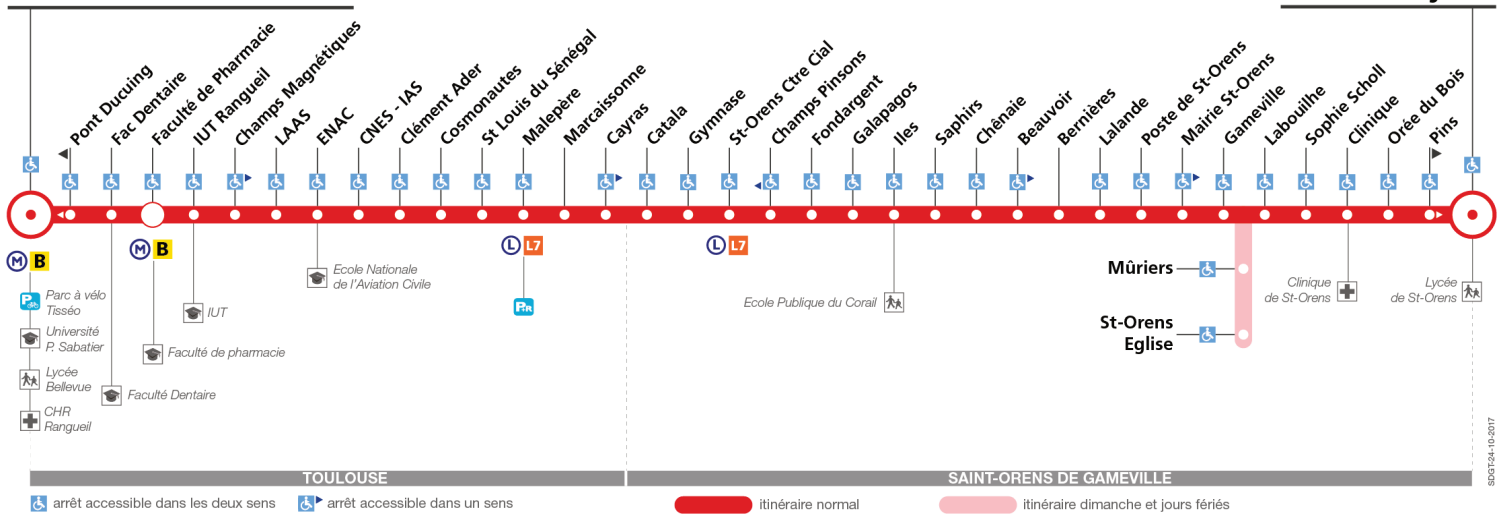 Pont Ducuing
Fac Dentaire
Faculté de Pharmacie
IUT Rangueil
Champs Magnétiques
LAAS
ENAC
CNES - IAS
Clément Ader
Cosmonautes
St Louis du Sénégal
Malepère
Marcaissonne
Cayras
Catala
Gymnase
St-Orens Ctre Cial
Champs Pinsons
Fondargent
Galapagos
Iles
Saphirs
Chênaie
Beauvoir
Bernières
Lalande
Poste de St-Orens
Mairie St-Orens
Gameville
Labouilhe
Sophie Scholl
Clinique
Orée du Bois
Pins
M B
M B
L L7
L L7
Parc à vélo
Tisséo
Université
P. Sabatier
Lycée
Bellevue
CHR
Rangueil
Faculté Dentaire
Faculté de pharmacie
IUT
Ecole Nationale
de l'Aviation Civile
P+R
Ecole Publique du Corail
Mûriers
St-Orens
Eglise
Clinique
de St-Orens
Lycée
de St-Orens
TOULOUSE
SAINT-ORENS DE GAMEVILLE
arrêt accessible dans les deux sens
arrêt accessible dans un sens
itinéraire normal
itinéraire dimanche et jours fériés
SDGT-24-10-2017